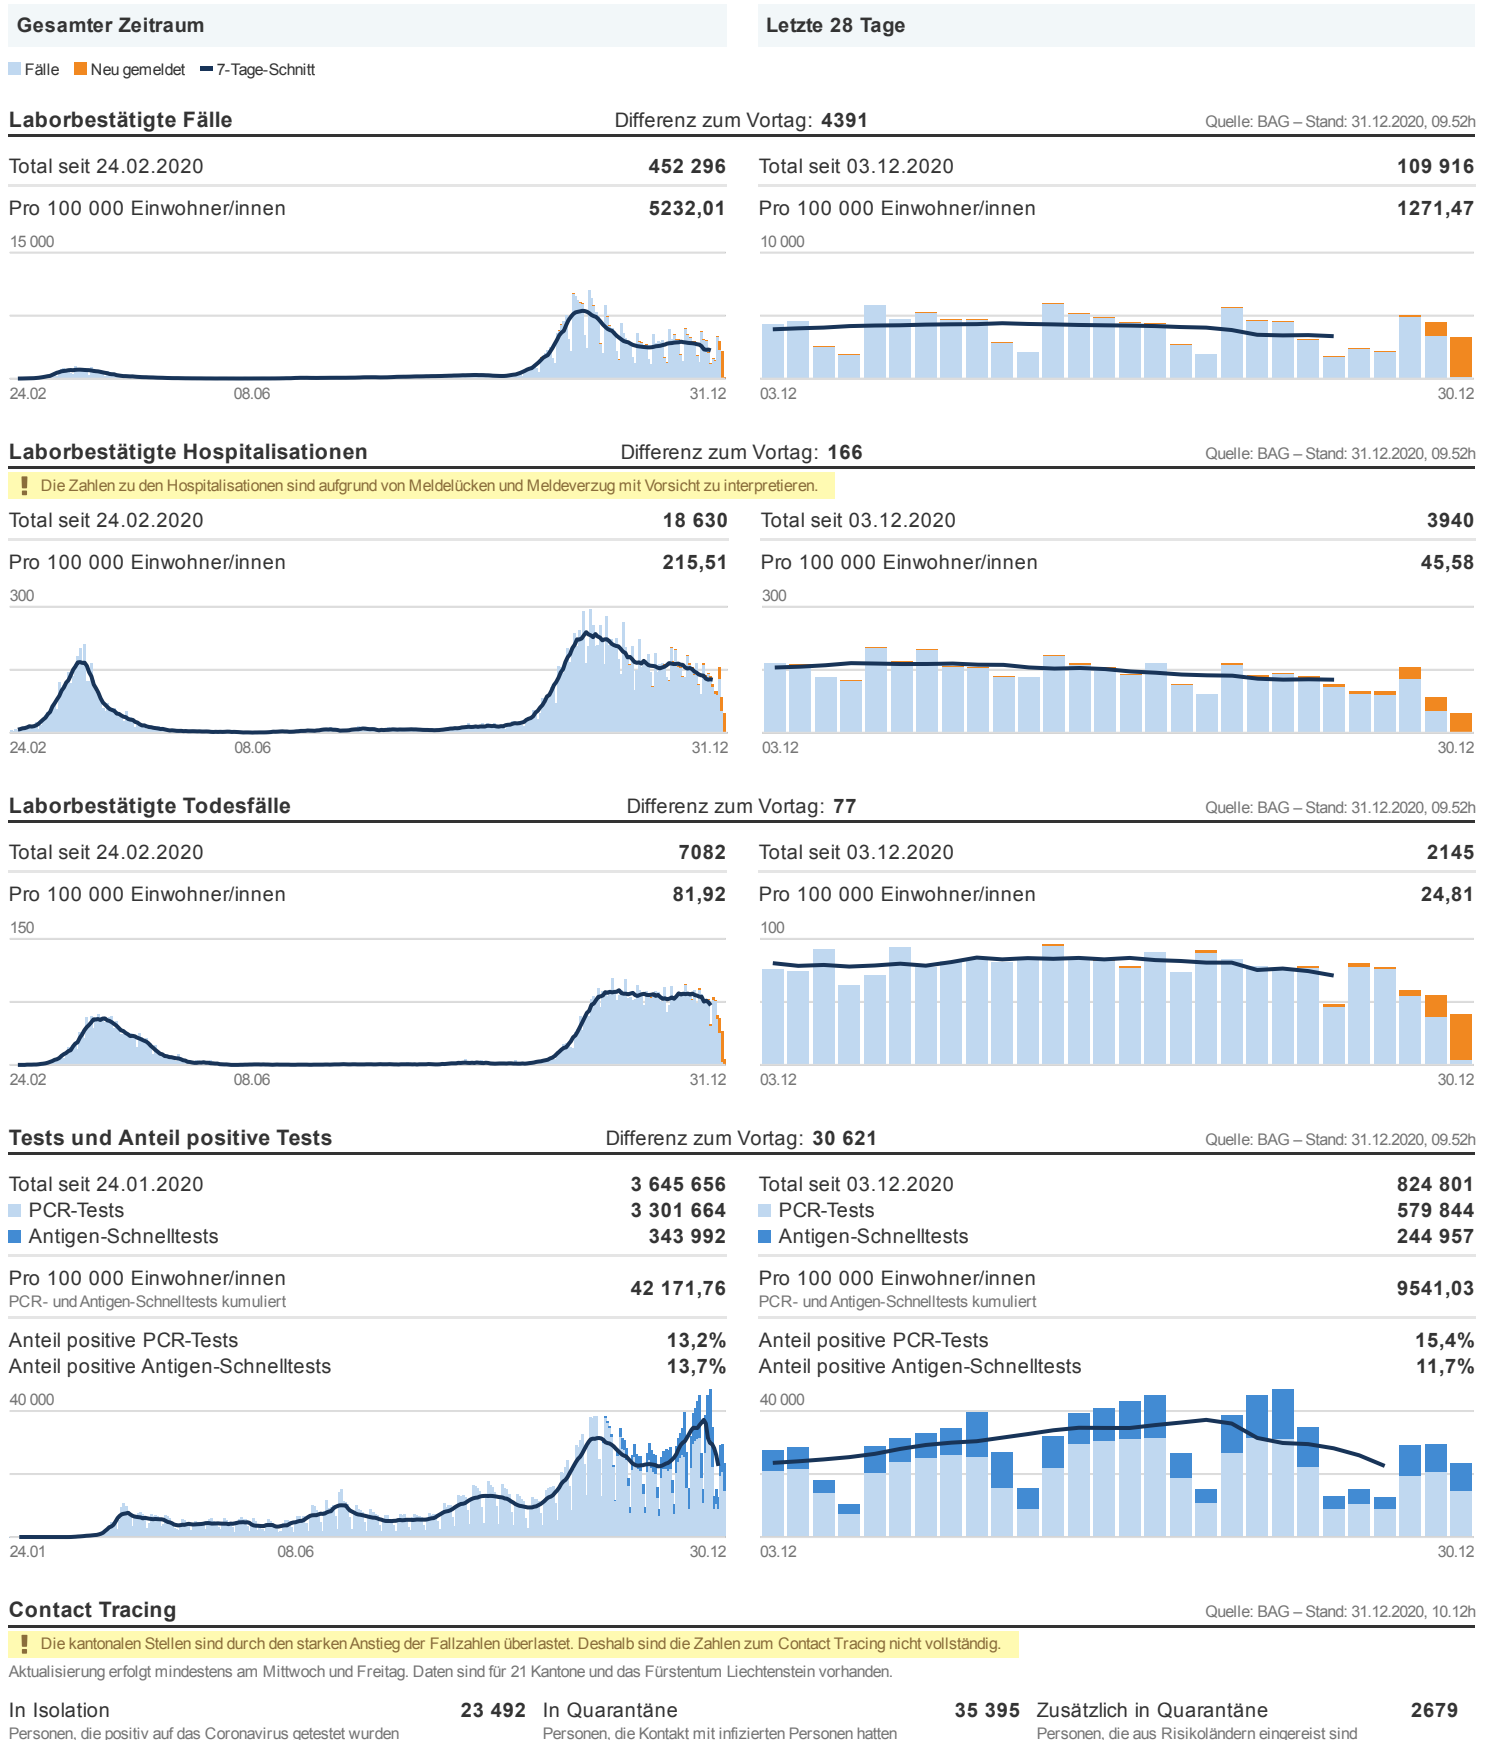 Gesamter Zeitraum
Letzte 28 Tage
Fälle Neu gemeldet 7-Tage-Schnitt
Laborbestätigte Fälle Differenz zum Vortag: 4391 Quelle: BAG – Stand: 31.12.2020, 09.52h
Total seit 24.02.2020 452 296
Pro 100 000 Einwohner/innen 5232,01
15 000
24.02 08.06 31.12
Total seit 03.12.2020 109 916
Pro 100 000 Einwohner/innen 1271,47
10 000
03.12 30.12
Laborbestätigte Hospitalisationen Differenz zum Vortag: 166 Quelle: BAG – Stand: 31.12.2020, 09.52h
! Die Zahlen zu den Hospitalisationen sind aufgrund von Meldelücken und Meldeverzug mit Vorsicht zu interpretieren.
Total seit 24.02.2020 18 630
Pro 100 000 Einwohner/innen 215,51
300
24.02 08.06 31.12
Total seit 03.12.2020 3940
Pro 100 000 Einwohner/innen 45,58
300
03.12 30.12
Laborbestätigte Todesfälle Differenz zum Vortag: 77 Quelle: BAG – Stand: 31.12.2020, 09.52h
Total seit 24.02.2020 7082
Pro 100 000 Einwohner/innen 81,92
150
24.02 08.06 31.12
Total seit 03.12.2020 2145
Pro 100 000 Einwohner/innen 24,81
100
03.12 30.12
Tests und Anteil positive Tests Differenz zum Vortag: 30 621 Quelle: BAG – Stand: 31.12.2020, 09.52h
Total seit 24.01.2020 3 645 656
PCR-Tests 3 301 664
Antigen-Schnelltests 343 992
Pro 100 000 Einwohner/innen 42 171,76
PCR- und Antigen-Schnelltests kumuliert
Anteil positive PCR-Tests 13,2%
Anteil positive Antigen-Schnelltests 13,7%
40 000
24.01 08.06 30.12
Total seit 03.12.2020 824 801
PCR-Tests 579 844
Antigen-Schnelltests 244 957
Pro 100 000 Einwohner/innen 9541,03
PCR- und Antigen-Schnelltests kumuliert
Anteil positive PCR-Tests 15,4%
Anteil positive Antigen-Schnelltests 11,7%
40 000
03.12 30.12
Contact Tracing Quelle: BAG – Stand: 31.12.2020, 10.12h
! Die kantonalen Stellen sind durch den starken Anstieg der Fallzahlen überlastet. Deshalb sind die Zahlen zum Contact Tracing nicht vollständig.
Aktualisierung erfolgt mindestens am Mittwoch und Freitag. Daten sind für 21 Kantone und das Fürstentum Liechtenstein vorhanden.
In Isolation 23 492
Personen, die positiv auf das Coronavirus getestet wurden
In Quarantäne 35 395
Personen, die Kontakt mit infizierten Personen hatten
Zusätzlich in Quarantäne 2679
Personen, die aus Risikoländern eingereist sind